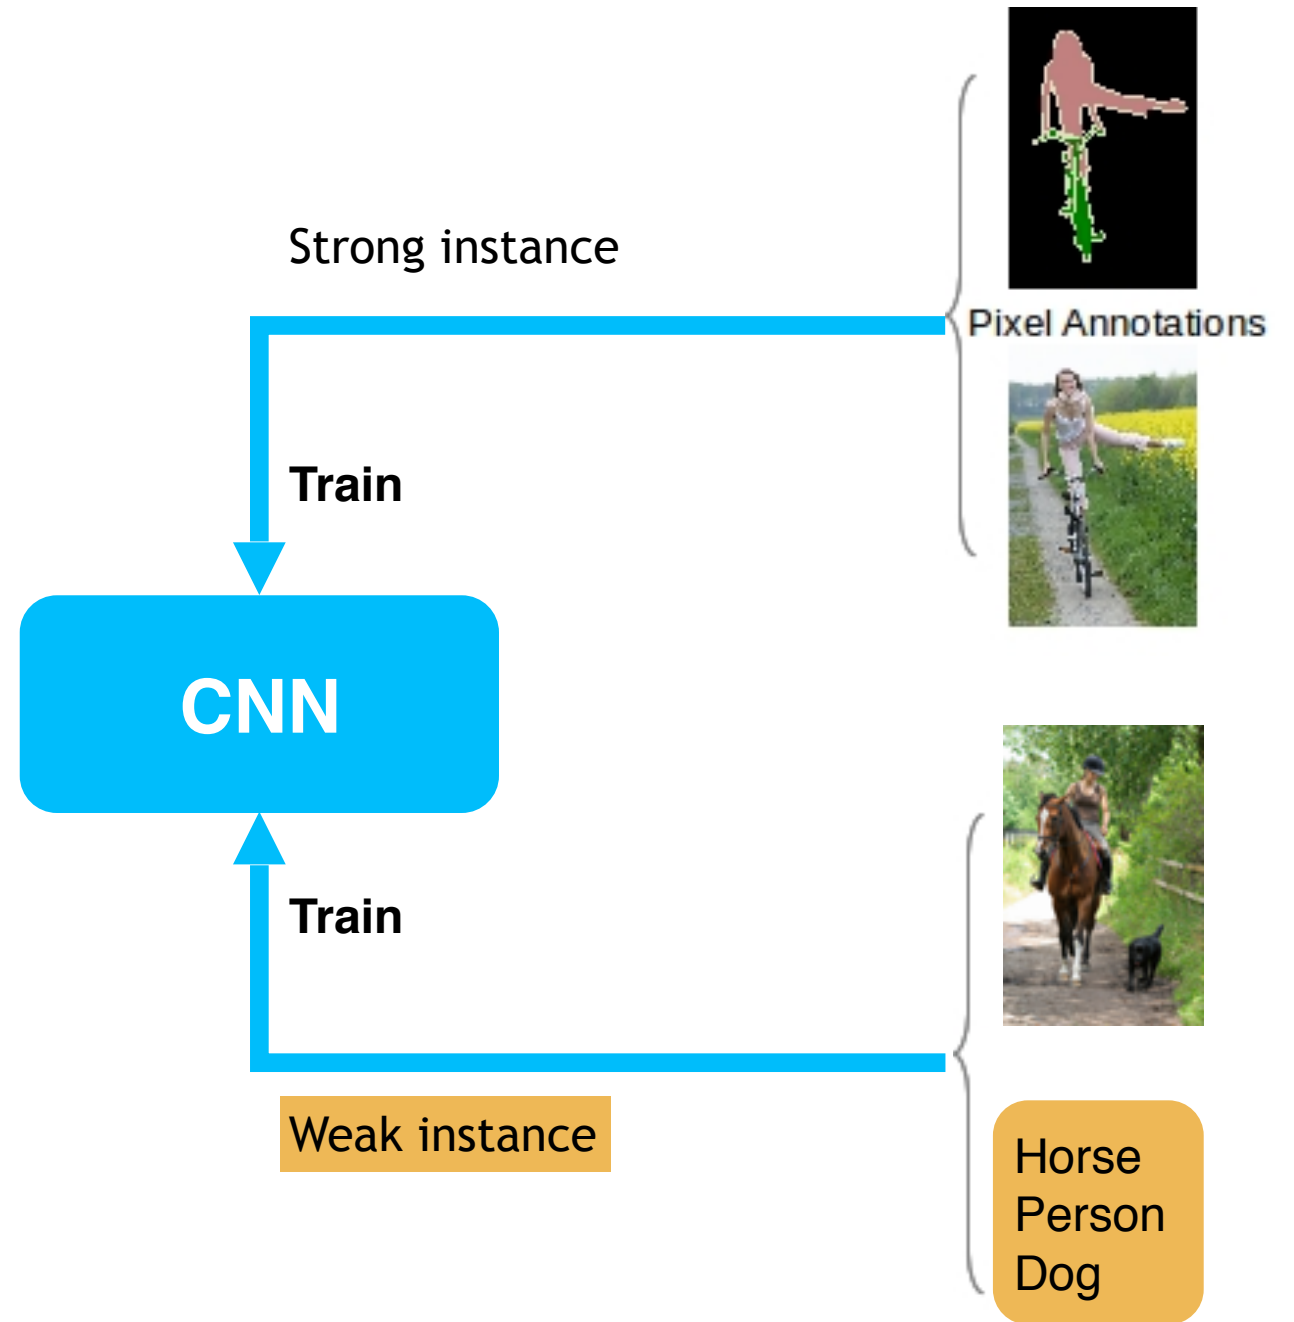 Strong instance
Pixel Annotations
Train
CNN
Train
Weak instance
Horse
Person
Dog